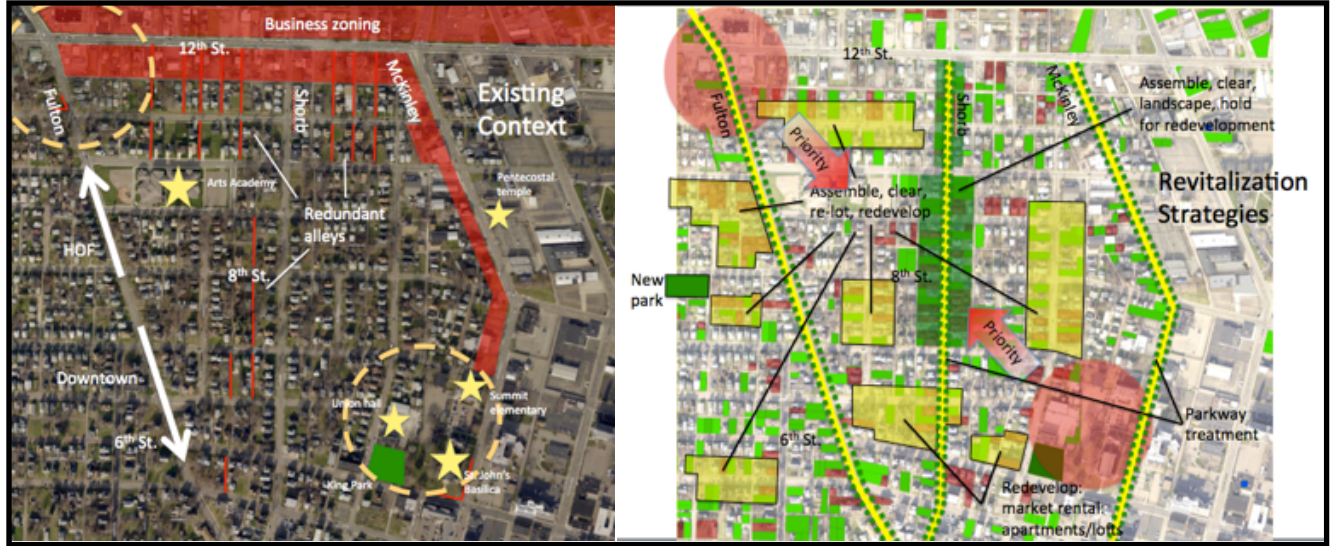 Business zoning
12th St.
Fulton
Shorb
McKinley
Existing
Context
Arts Academy
Pentecostal
temple
Redundant
alleys
HOF
8th St.
Downtown
Union hall
Summit
elementary
6th St.
King Park
St. John's
Basilica
12th St.
Fulton
Shorb
McKinley
Assemble, clear,
landscape, hold
for redevelopment
Priority
Revitalization
Strategies
Assemble, clear,
re-lot, redevelop
8th St.
New
park
Priority
Parkway
treatment
6th St.
Redevelop:
market rental:
apartments/lofts